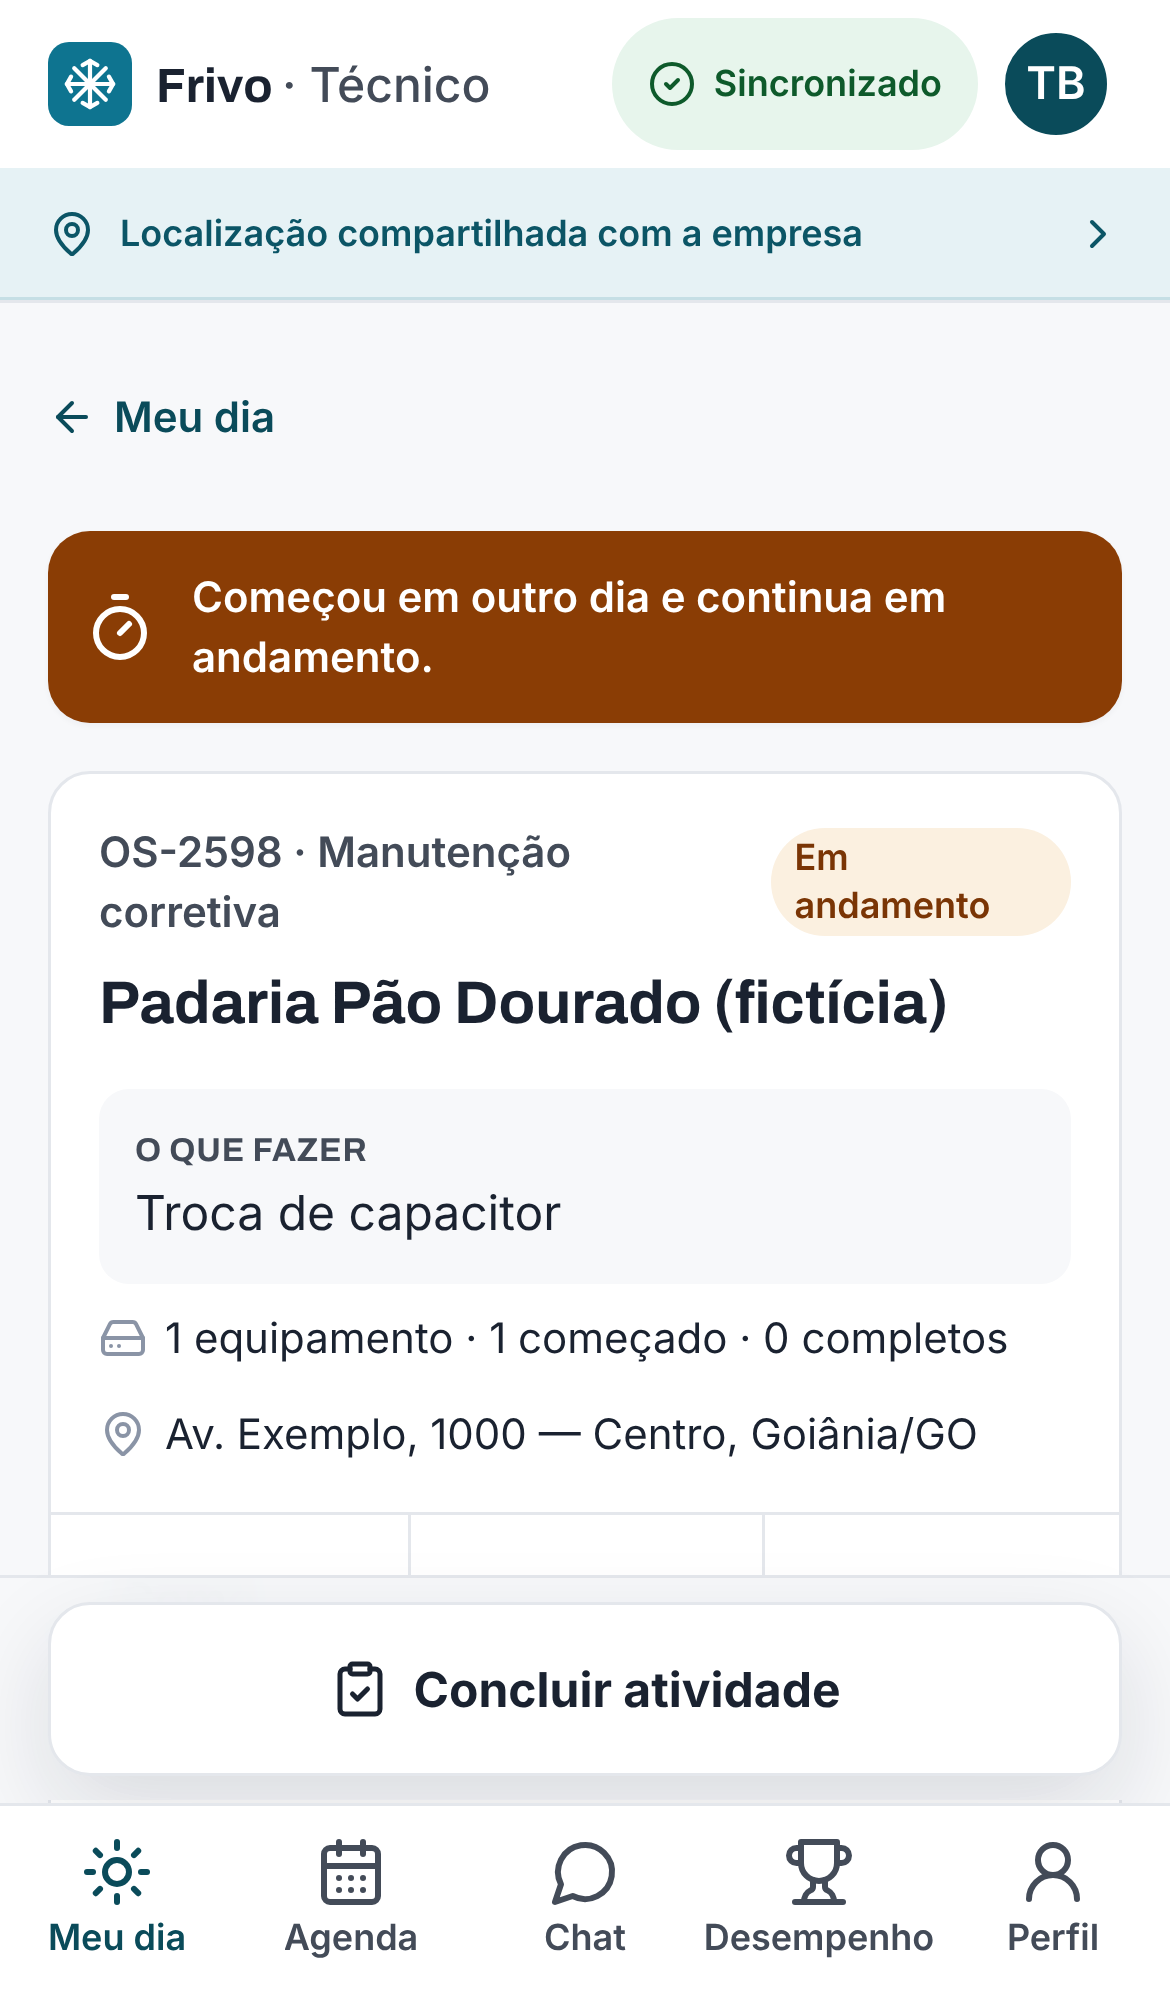 Frivo · Técnico
Sincronizado
TB
Localização compartilhada com a empresa
Meu dia
Começou em outro dia e continua em
andamento.
OS-2598 · Manutenção
corretiva
Em
andamento
Padaria Pão Dourado (fictícia)
O QUE FAZER
Troca de capacitor
1 equipamento · 1 começado · 0 completos
Av. Exemplo, 1000 — Centro, Goiânia/GO
Concluir atividade
Meu dia
Agenda
Chat
Desempenho
Perfil